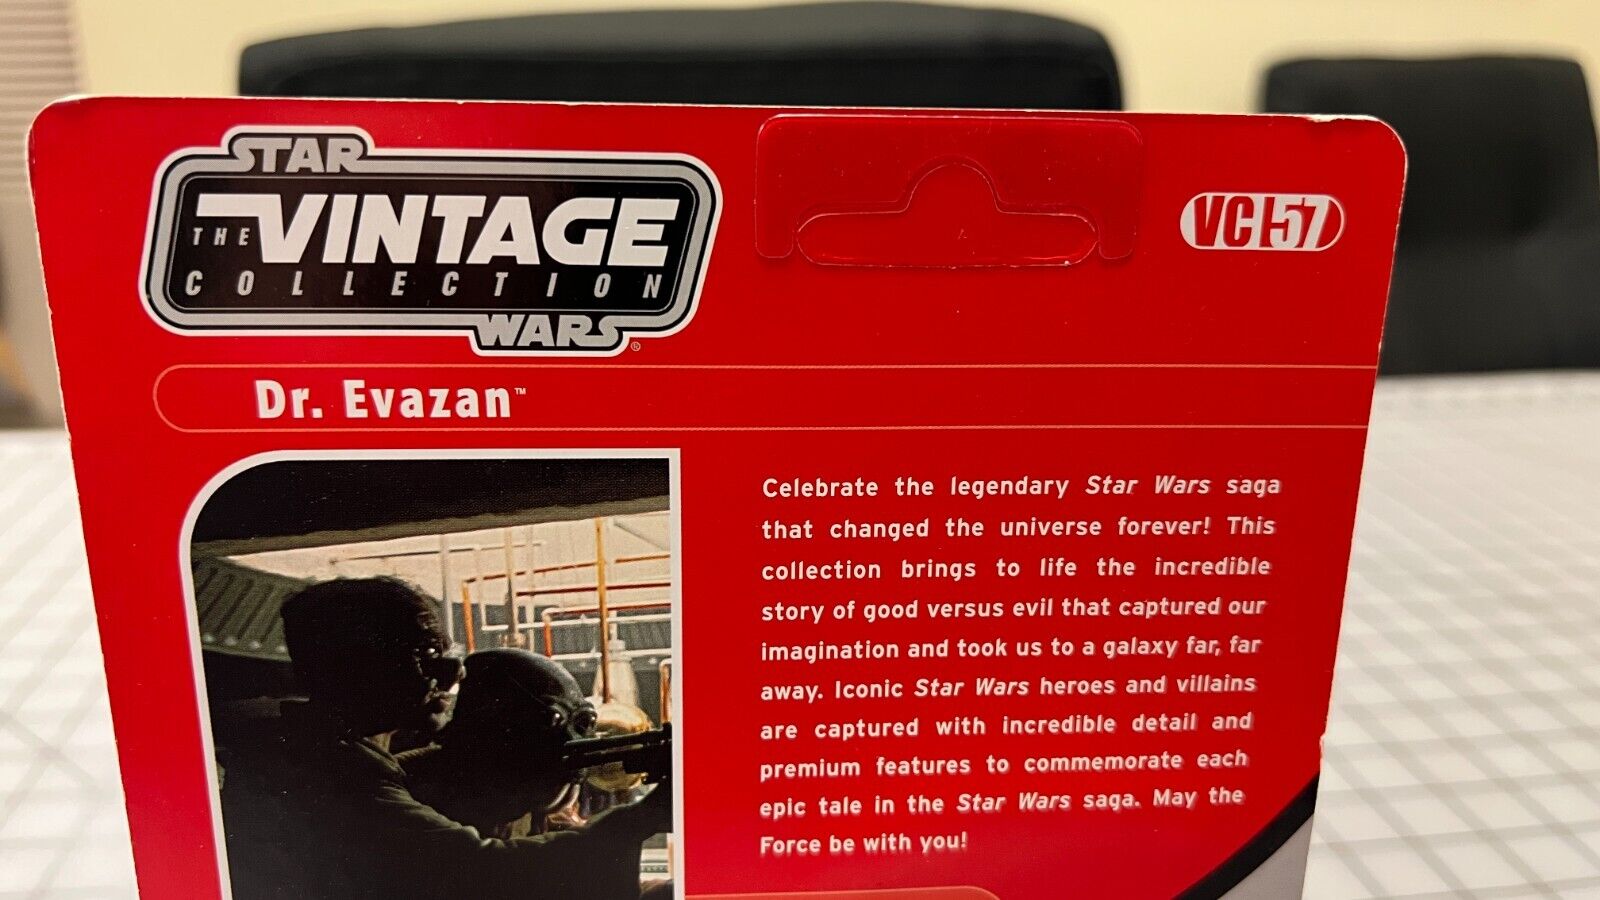 STAR
THE VINTAGE
COLLECTION
WARS®
VC57
Dr. Evazan™
Celebrate the legendary Star Wars saga
that changed the universe forever! This
collection brings to life the incredible
story of good versus evil that captured our
imagination and took us to a galaxy far, far
away. Iconic Star Wars heroes and villains
are captured with incredible detail and
premium features to commemorate each
epic tale in the Star Wars saga. May the
Force be with you!